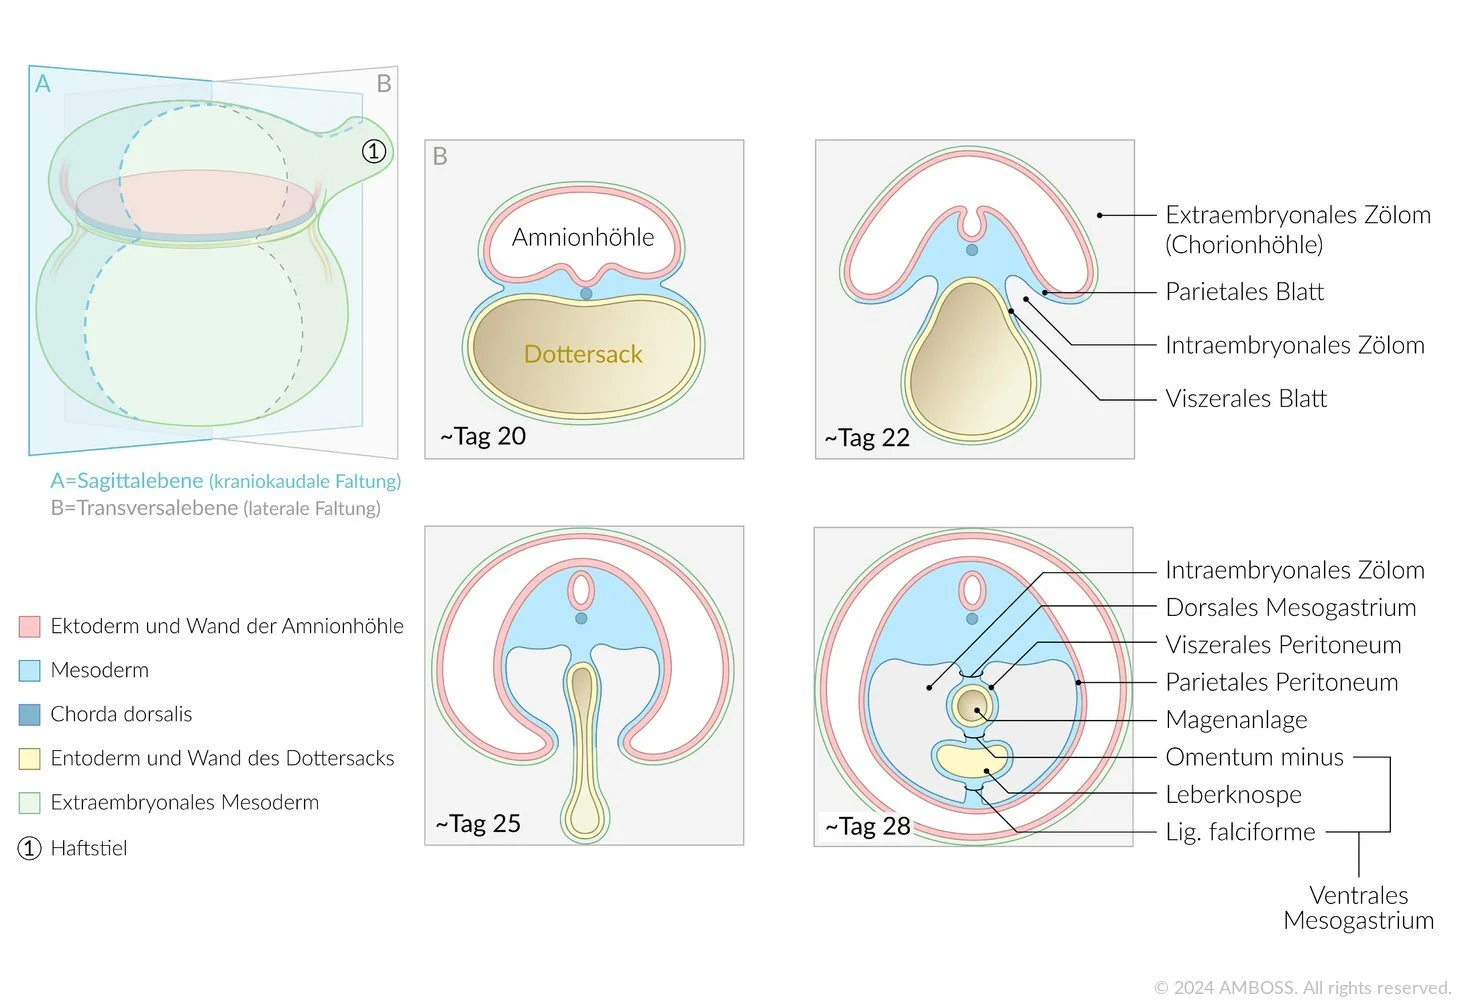 A
B
1
A=Sagittalebene (kraniokaudale Faltung)
B=Transversalebene (laterale Faltung)
Ektoderm und Wand der Amnionhöhle
Mesoderm
Chorda dorsalis
Entoderm und Wand des Dottersacks
Extraembryonales Mesoderm
1 Haftstiel
B
Amnionhöhle
Dottersack
~Tag 20
~Tag 22
Extraembryonales Zölom
(Chorionhöhle)
Parietales Blatt
Intraembryonales Zölom
Viszerales Blatt
~Tag 25
~Tag 28
Intraembryonales Zölom
Dorsales Mesogastrium
Viszerales Peritoneum
Parietales Peritoneum
Magenanlage
Omentum minus
Leberknospe
Lig. falciforme
Ventrales
Mesogastrium
© 2024 AMBOSS. All rights reserved.